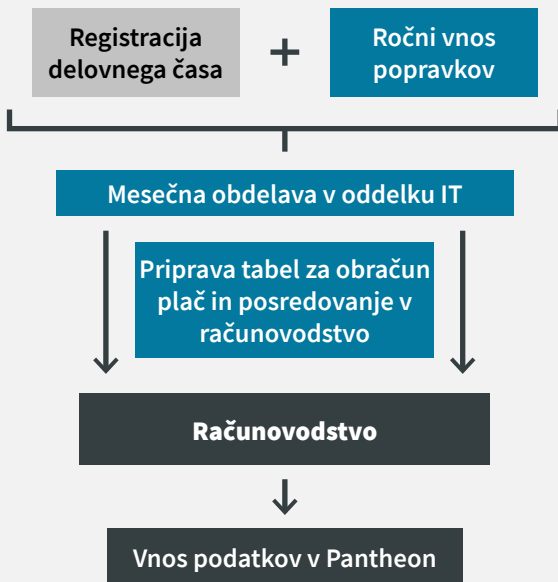 Registracija
delovnega časa
+
Ročni vnos
popravkov
Mesečna obdelava v oddelku IT
Priprava tabel za obračun
plač in posredovanje v
računovodstvo
Računovodstvo
Vnos podatkov v Pantheon